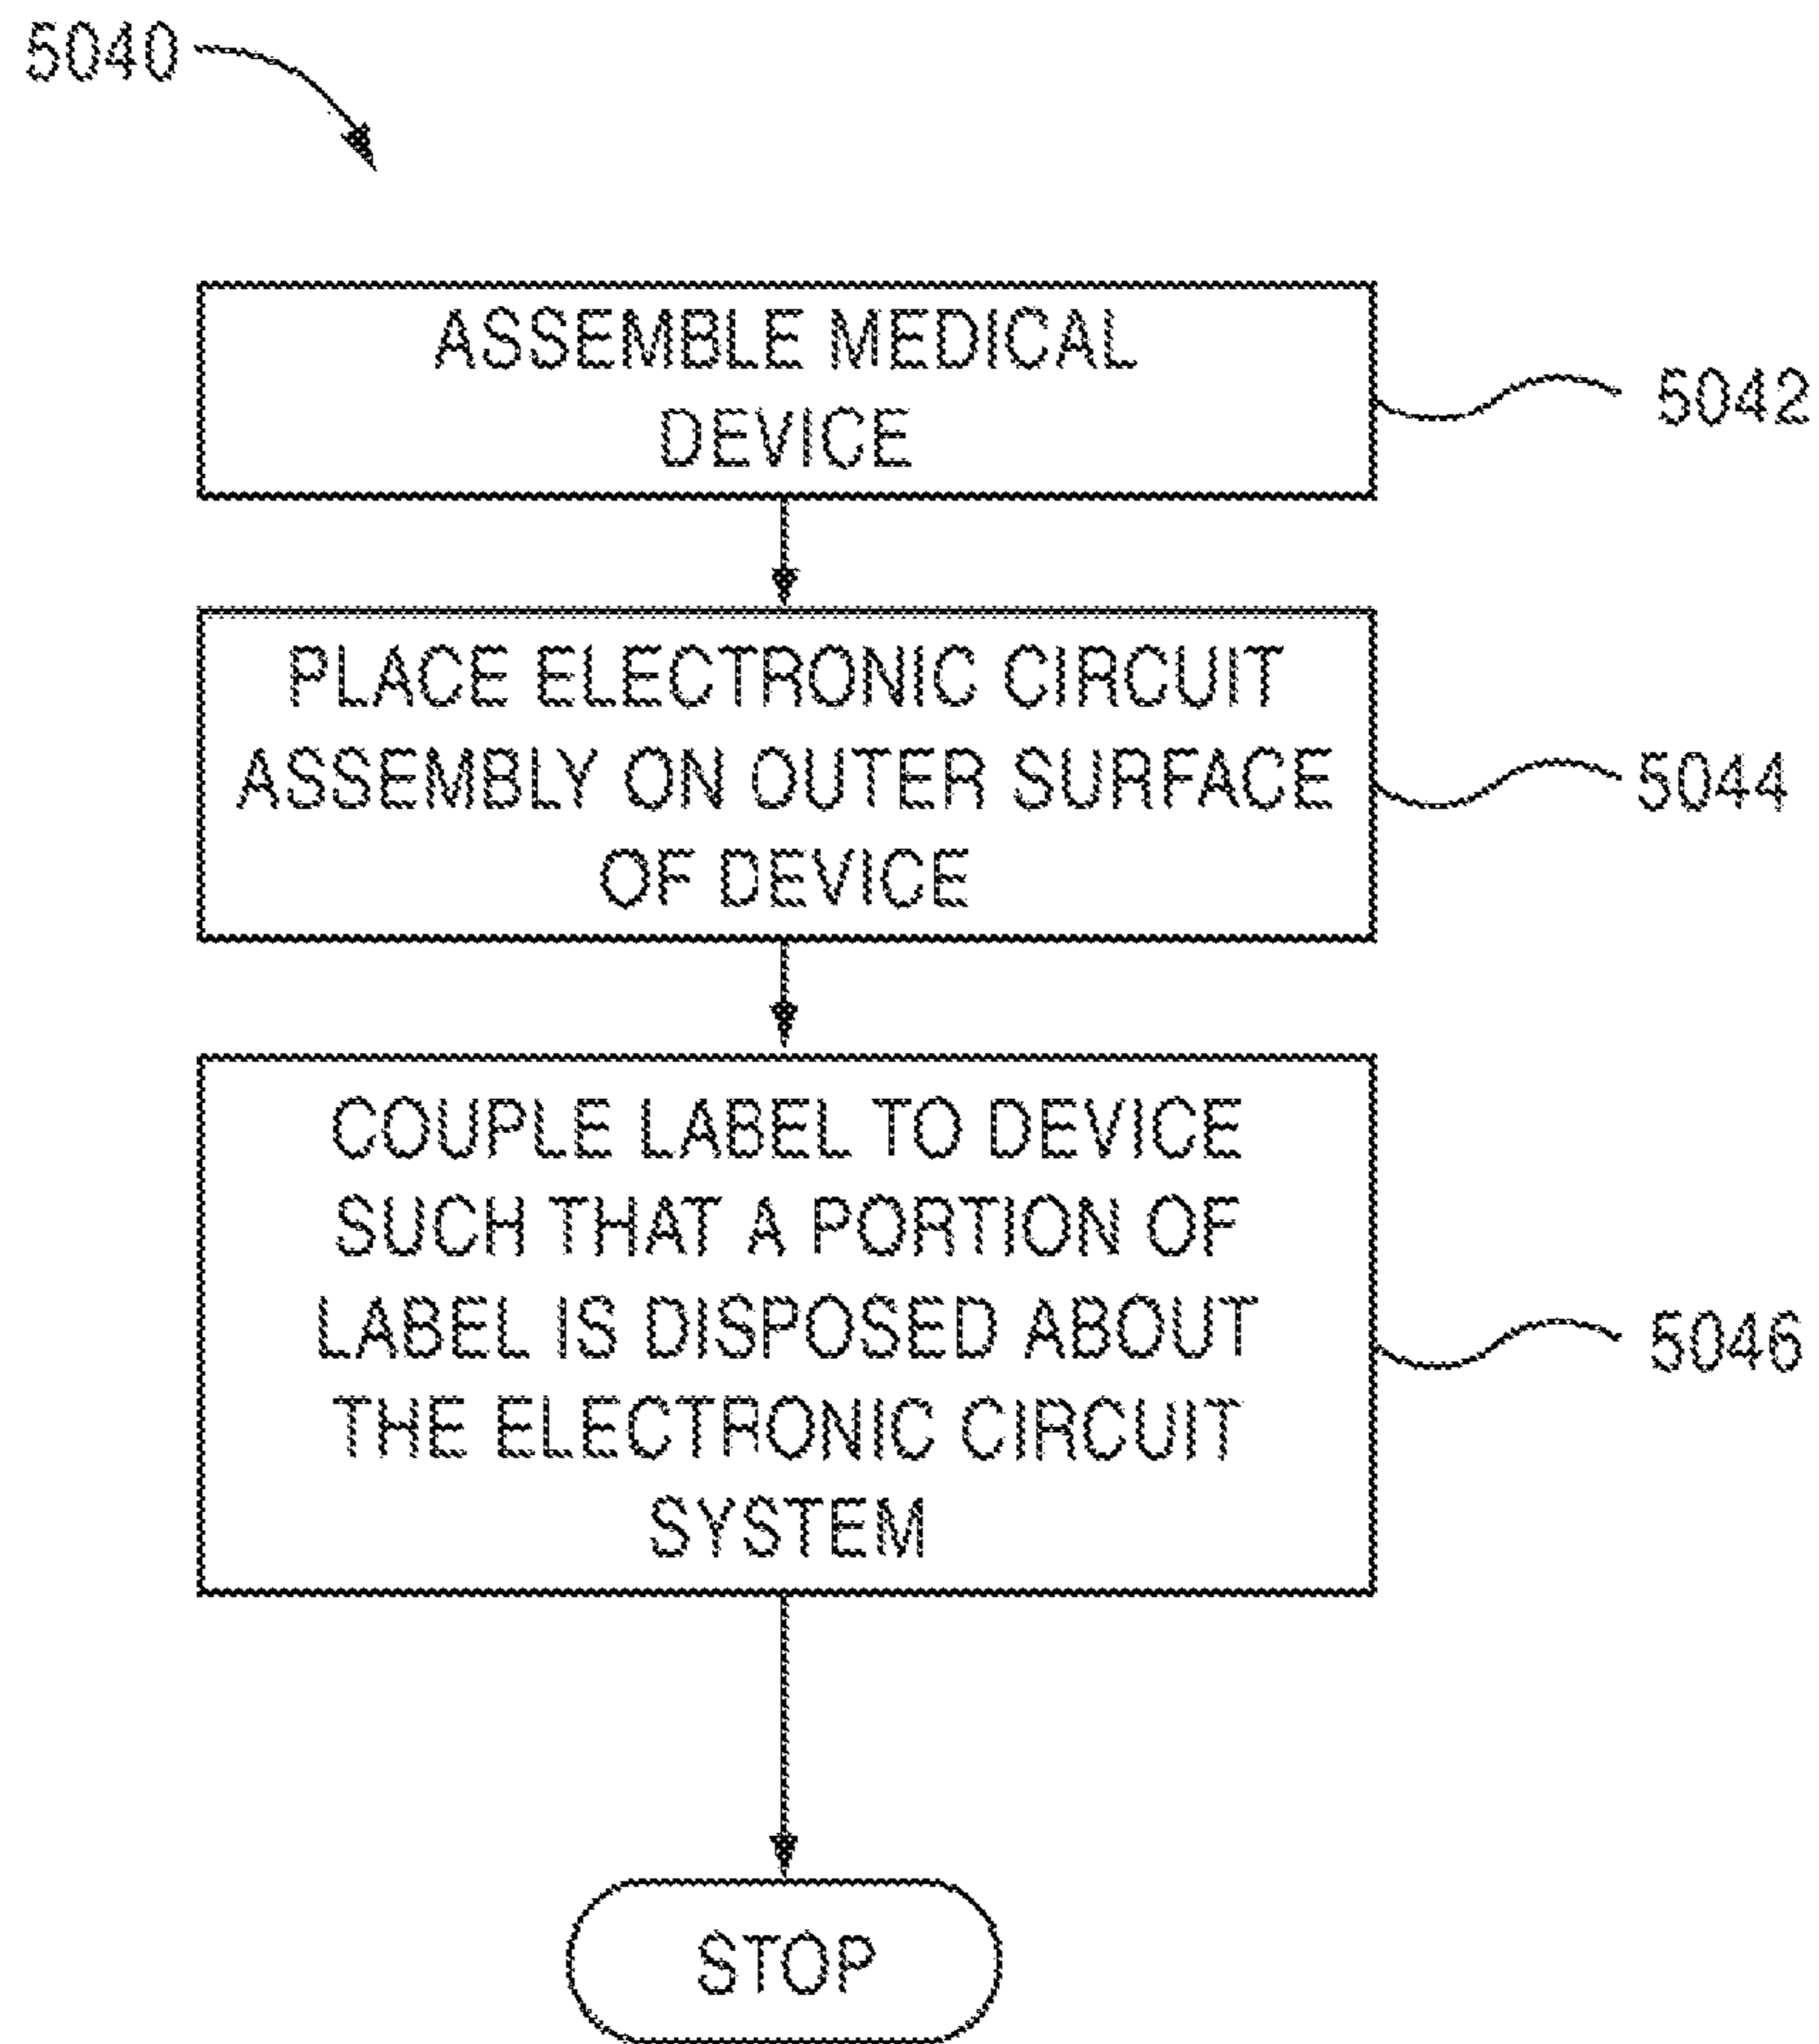 5040
ASSEMBLE MEDICAL
DEVICE
5042
PLACE ELECTRONIC CIRCUIT
ASSEMBLY ON OUTER SURFACE
OF DEVICE
5044
COUPLE LABEL TO DEVICE
SUCH THAT A PORTION OF
LABEL IS DISPOSED ABOUT
THE ELECTRONIC CIRCUIT
SYSTEM
5046
STOP